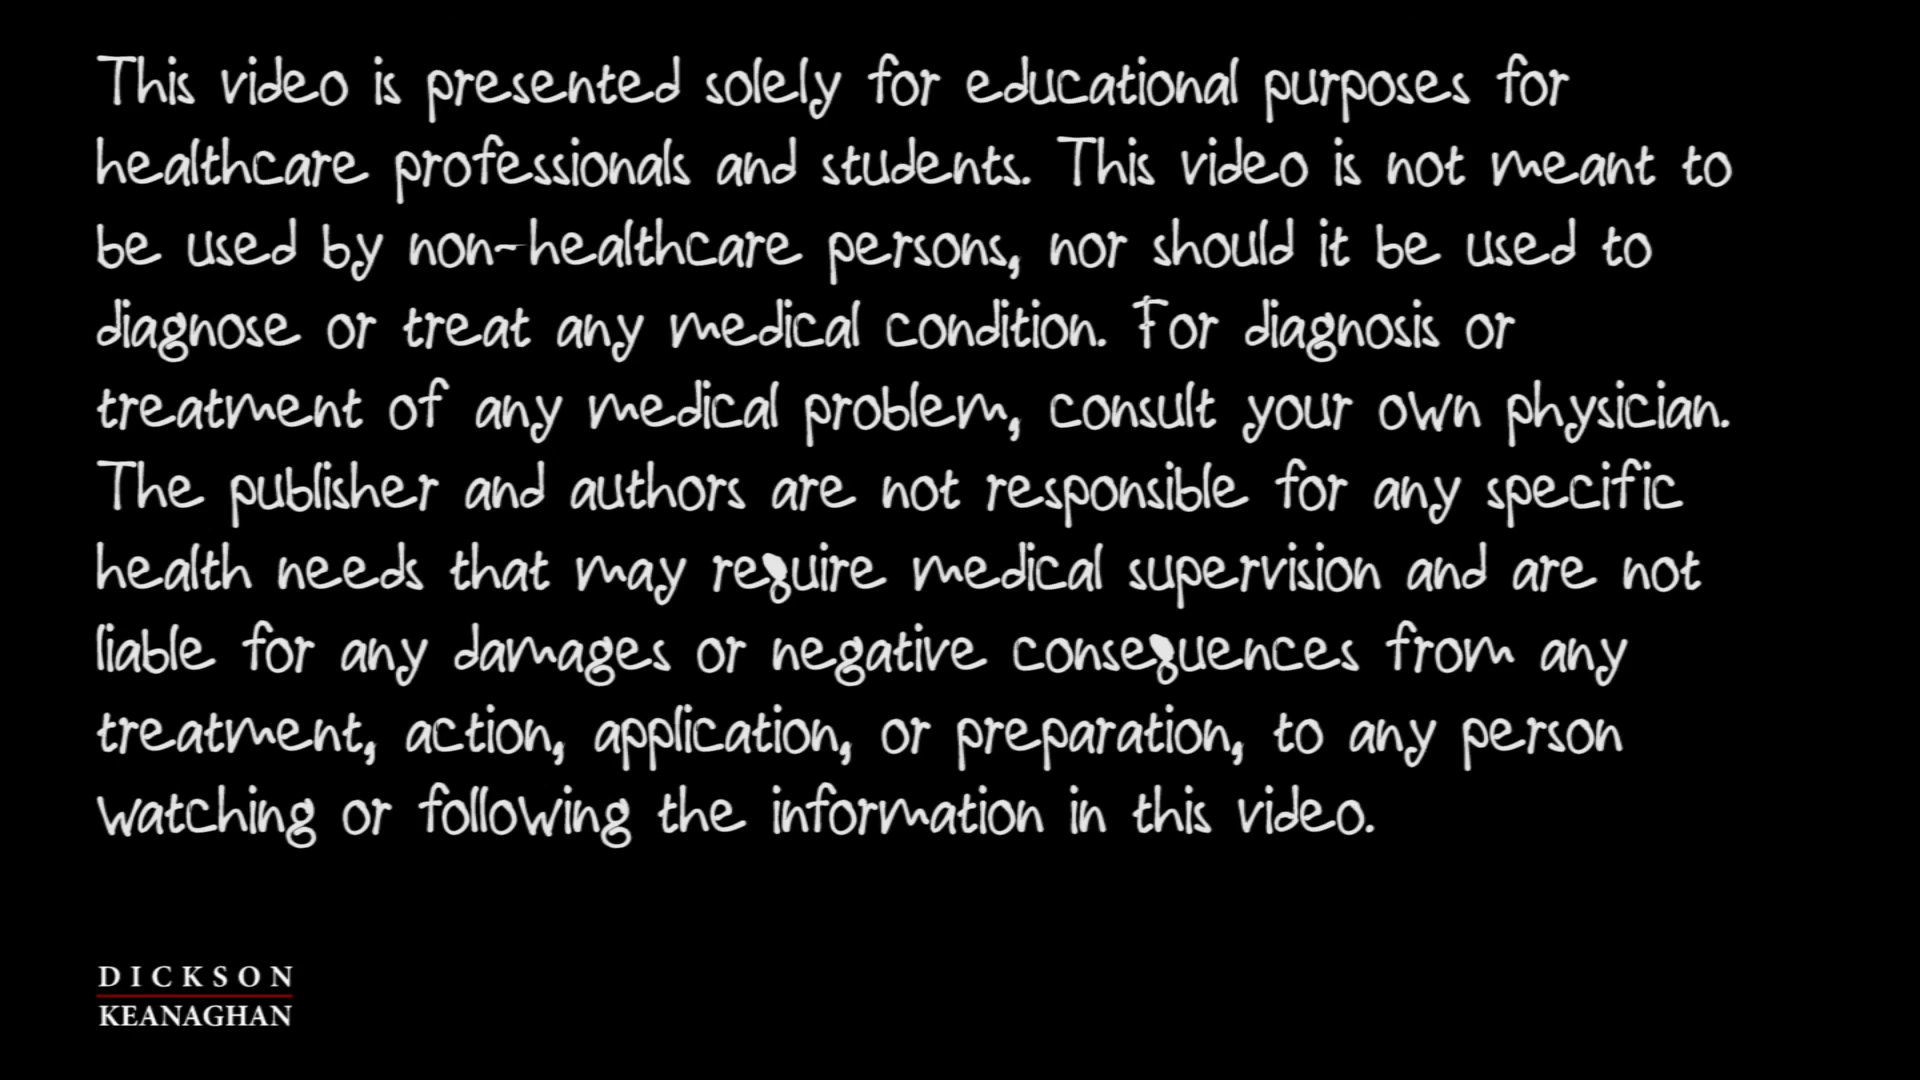 This video is presented solely for educational purposes for
healthcare professionals and students. This video is not meant to
be used by non-healthcare persons, nor should it be used to
diagnose or treat any medical condition. For diagnosis or
treatment of any medical problem, consult your own physician.
The publisher and authors are not responsible for any specific
health needs that may require medical supervision and are not
liable for any damages or negative consequences from any
treatment, action, application, or preparation, to any person
watching or following the information in this video.
DICKSON
KEANAGHAN